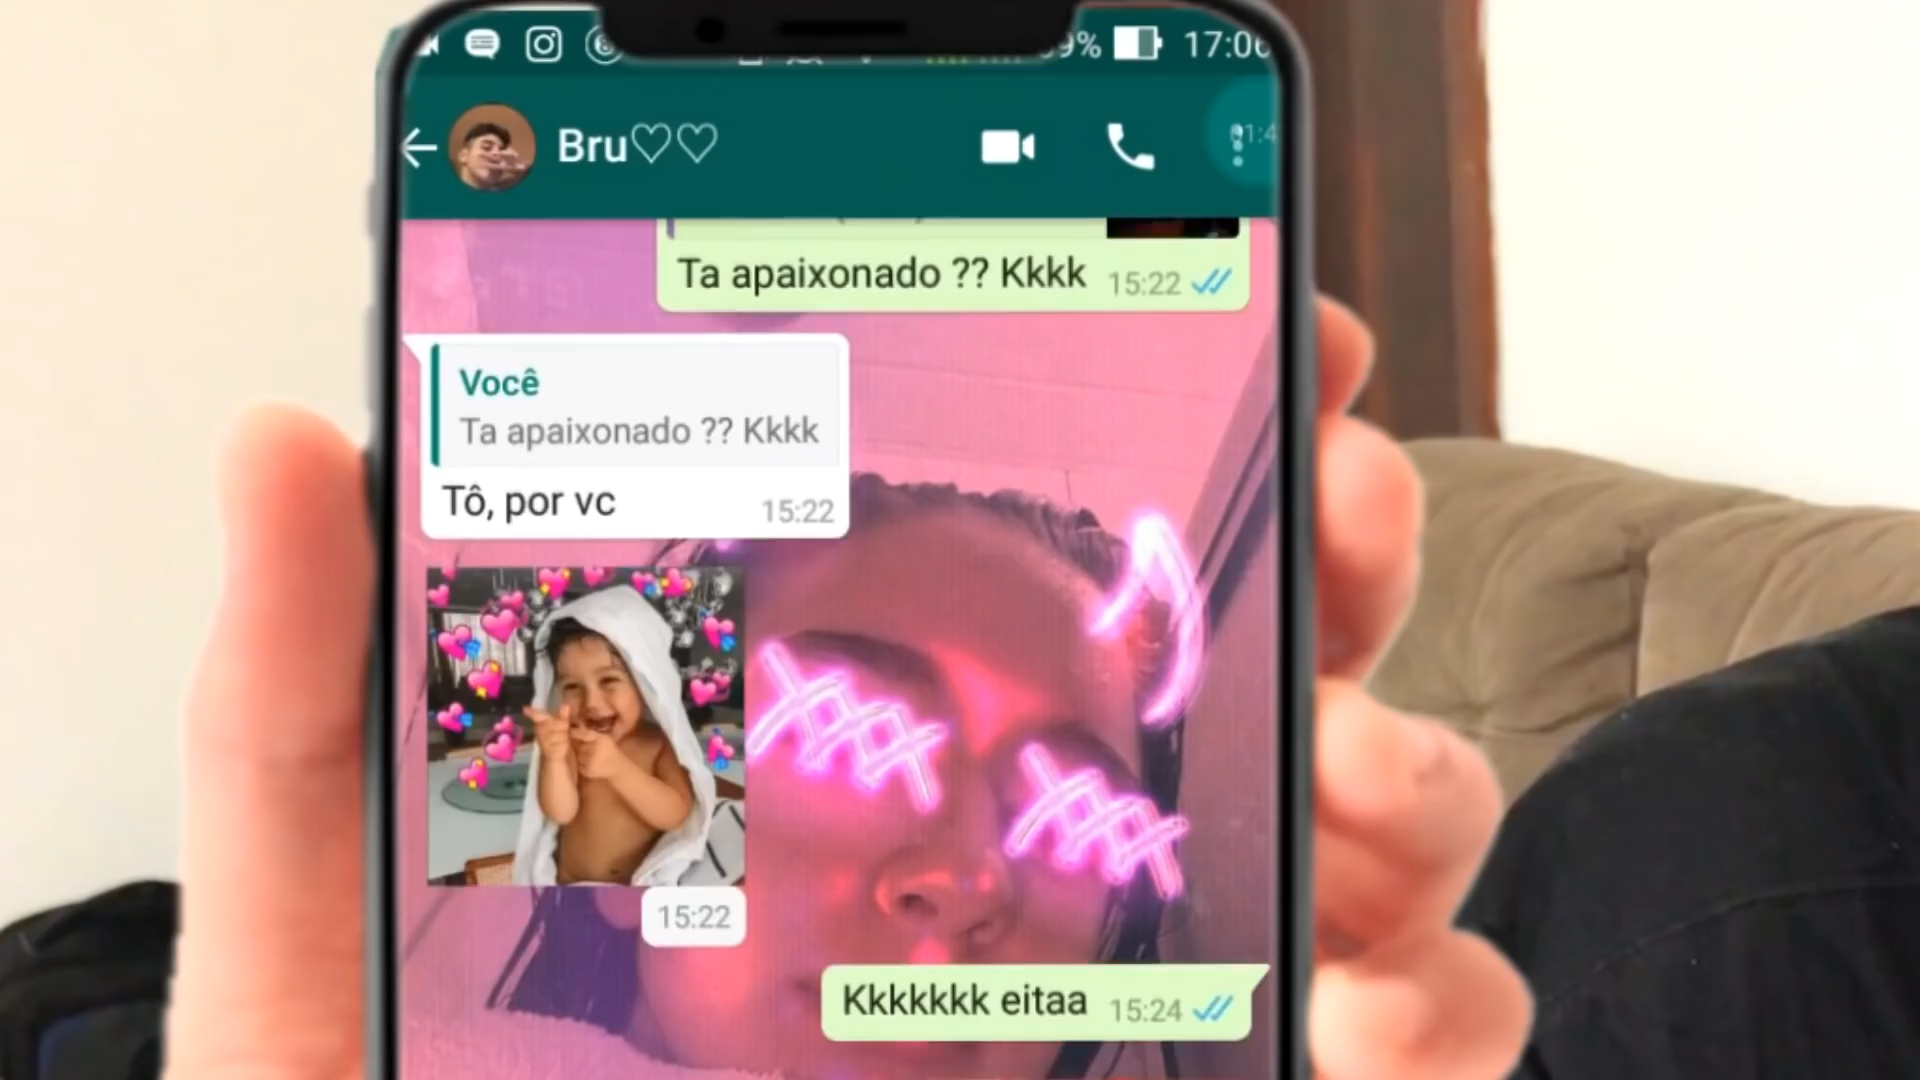 17:06
Bru♡♡
Ta apaixonado ?? Kkkk 15:22
Você
Ta apaixonado ?? Kkkk
Tô, por vc 15:22
15:22
Kkkkkkk eitaa 15:24